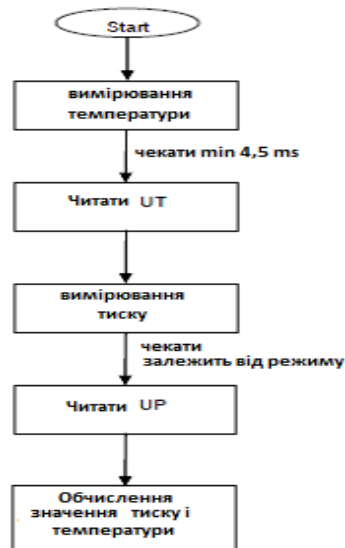 Start
вимірювання
температури
чекати min 4,5 ms
Читати UT
вимірювання
тиску
чекати
залежить від режиму
Читати UP
Обчислення
значення тиску і
температури